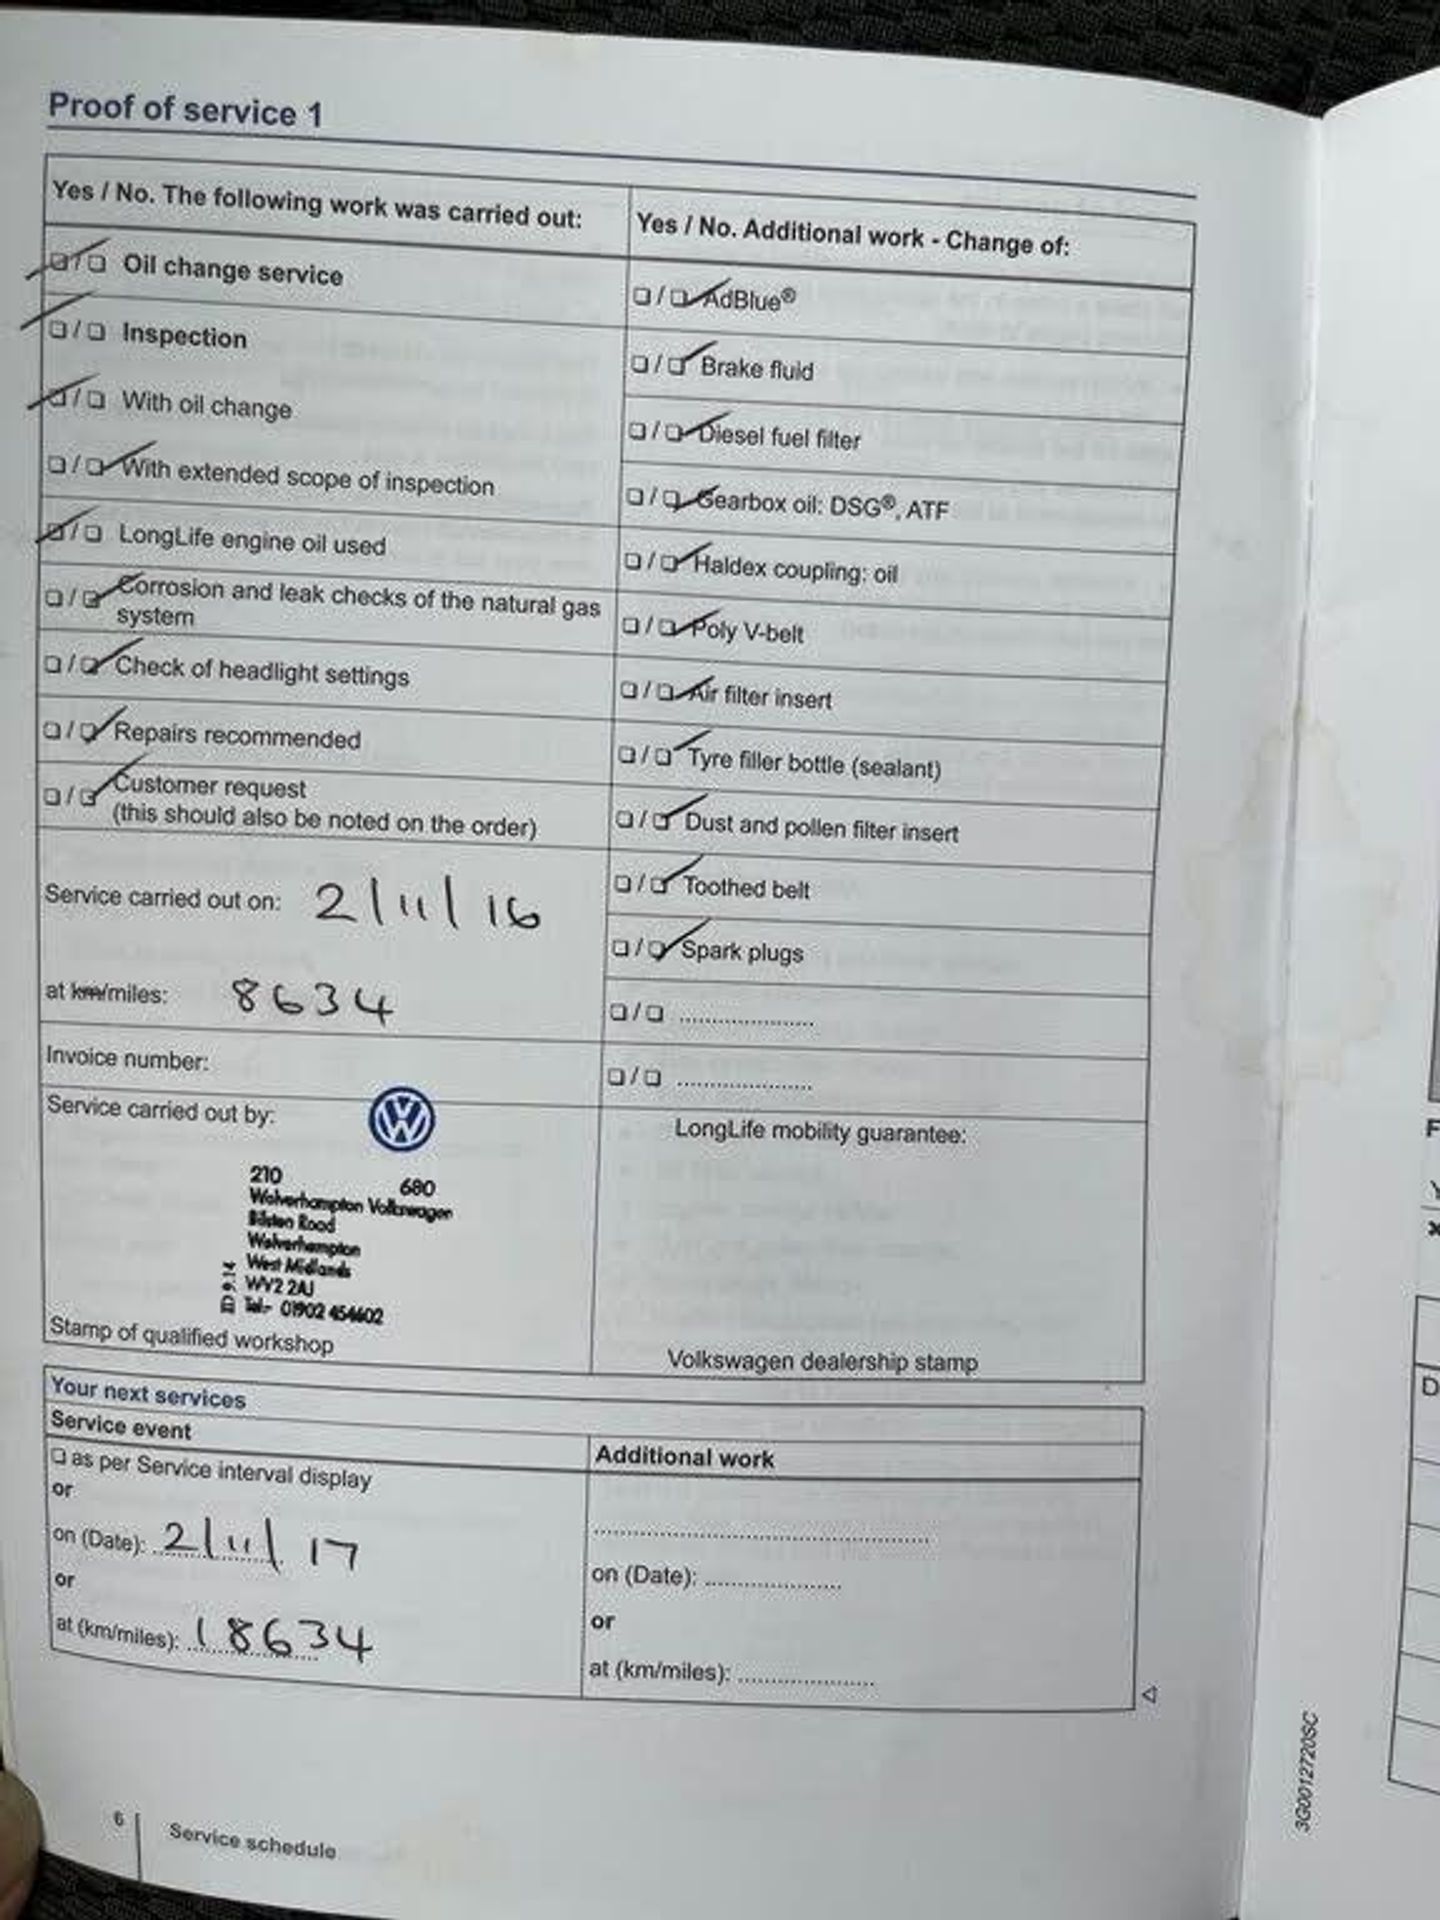 Proof of service 1
Yes / No. The following work was carried out:
❏ / ❏ Oil change service
❏ / ❏ Inspection
❏ / ❏ With oil change
❏ / ❏ With extended scope of inspection
❏ / ❏ LongLife engine oil used
❏ / ❏ Corrosion and leak checks of the natural gas
system
❏ / ❏ Check of headlight settings
❏ / ❏ Repairs recommended
❏ / ❏ Customer request
(this should also be noted on the order)
Service carried out on: 2/11/16
at km/miles: 8634
Invoice number:
Service carried out by:
210 680
Wolverhampton Volkswagen
Bilston Road
Wolverhampton
West Midlands
WV2 2AJ
Tel:- 01902 454602
ED 9.14
Stamp of qualified workshop
Yes / No. Additional work - Change of:
❏ / ❏ AdBlue®
❏ / ❏ Brake fluid
❏ / ❏ Diesel fuel filter
❏ / ❏ Gearbox oil: DSG®, ATF
❏ / ❏ Haldex coupling: oil
❏ / ❏ Poly V-belt
❏ / ❏ Air filter insert
❏ / ❏ Tyre filler bottle (sealant)
❏ / ❏ Dust and pollen filter insert
❏ / ❏ Toothed belt
❏ / ❏ Spark plugs
❏ / ❏ .....................
❏ / ❏ .....................
LongLife mobility guarantee:
Volkswagen dealership stamp
Your next services
Service event
❏ as per Service interval display
or
on (Date): 2/11/17
or
at (km/miles): 18634
Additional work
on (Date): .....................
or
at (km/miles): .....................
6
Service schedule
3G0012720SC